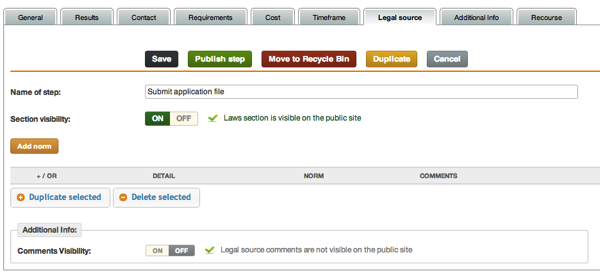 General Results Contact Requirements Cost Timeframe Legal source Additional Info Recourse
Save Publish step Move to Recycle Bin Duplicate Cancel
Name of step: Submit application file
Section visibility: ON OFF Laws section is visible on the public site
Add norm
+ / OR DETAIL NORM COMMENTS
Duplicate selected Delete selected
Additional Info:
Comments Visibility: ON OFF Legal source comments are not visible on the public site